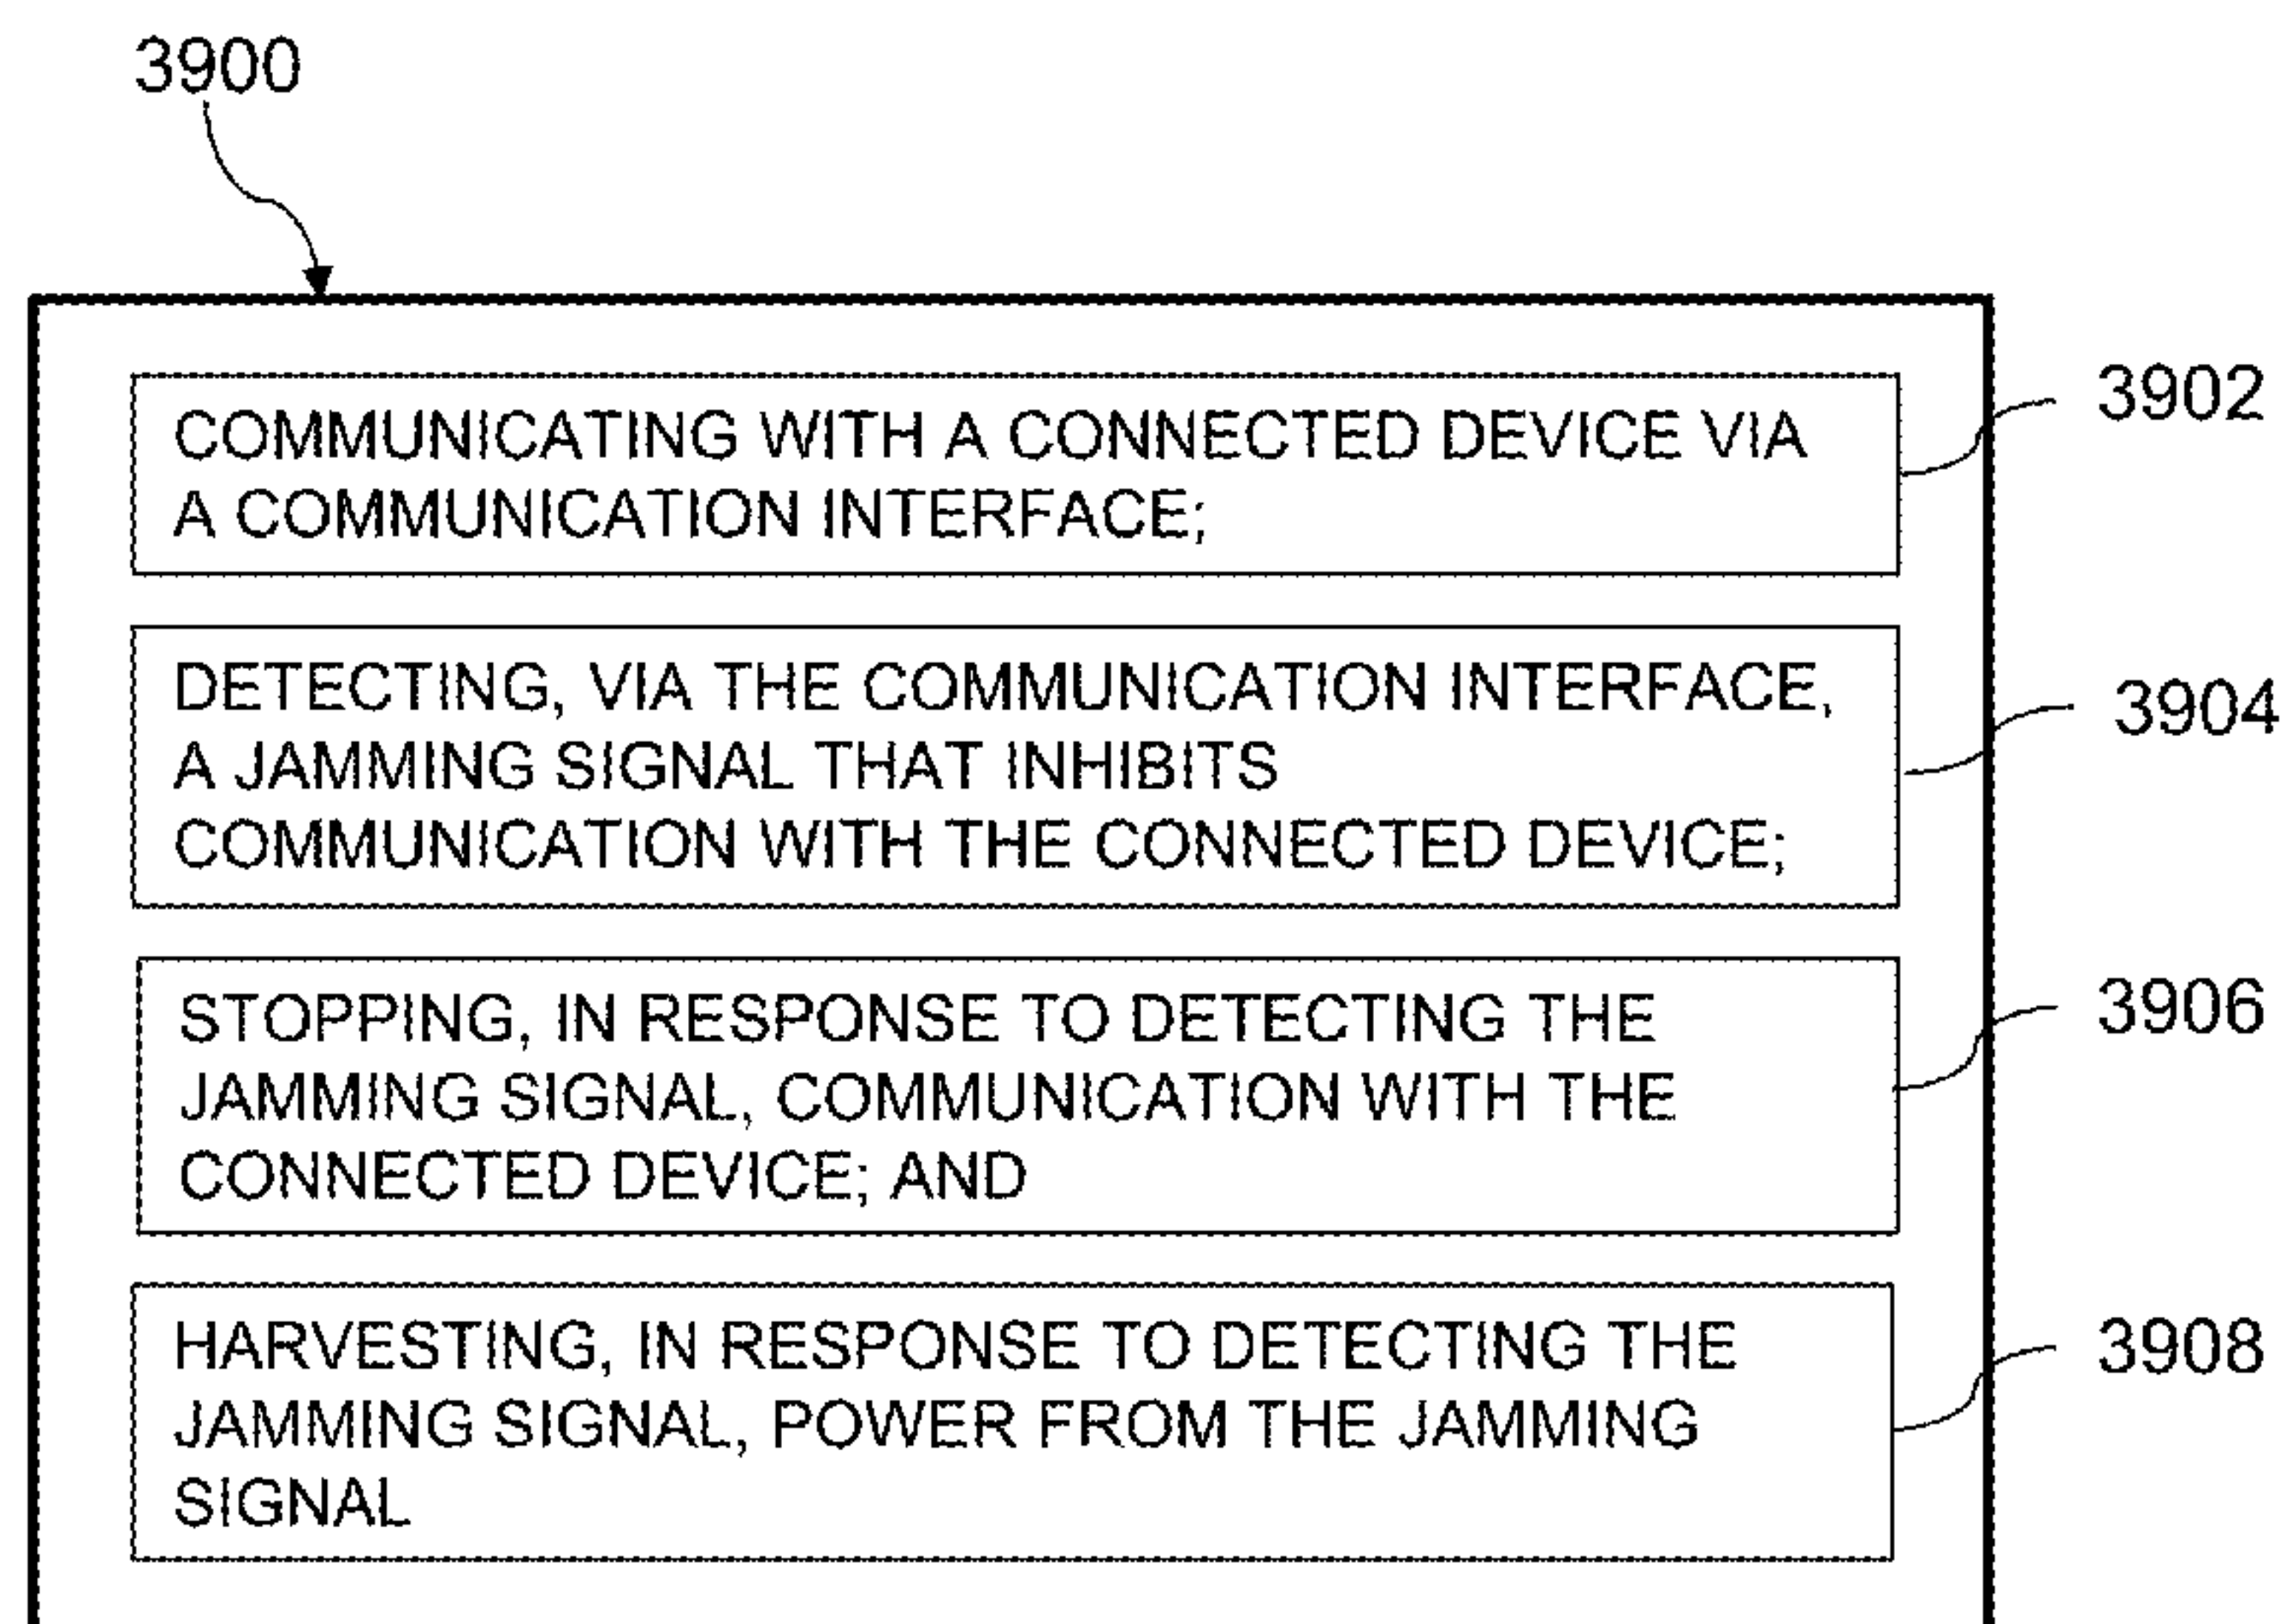 3900
COMMUNICATING WITH A CONNECTED DEVICE VIA
A COMMUNICATION INTERFACE;
3902
DETECTING, VIA THE COMMUNICATION INTERFACE,
A JAMMING SIGNAL THAT INHIBITS
COMMUNICATION WITH THE CONNECTED DEVICE;
3904
STOPPING, IN RESPONSE TO DETECTING THE
JAMMING SIGNAL, COMMUNICATION WITH THE
CONNECTED DEVICE; AND
3906
HARVESTING, IN RESPONSE TO DETECTING THE
JAMMING SIGNAL, POWER FROM THE JAMMING
SIGNAL
3908